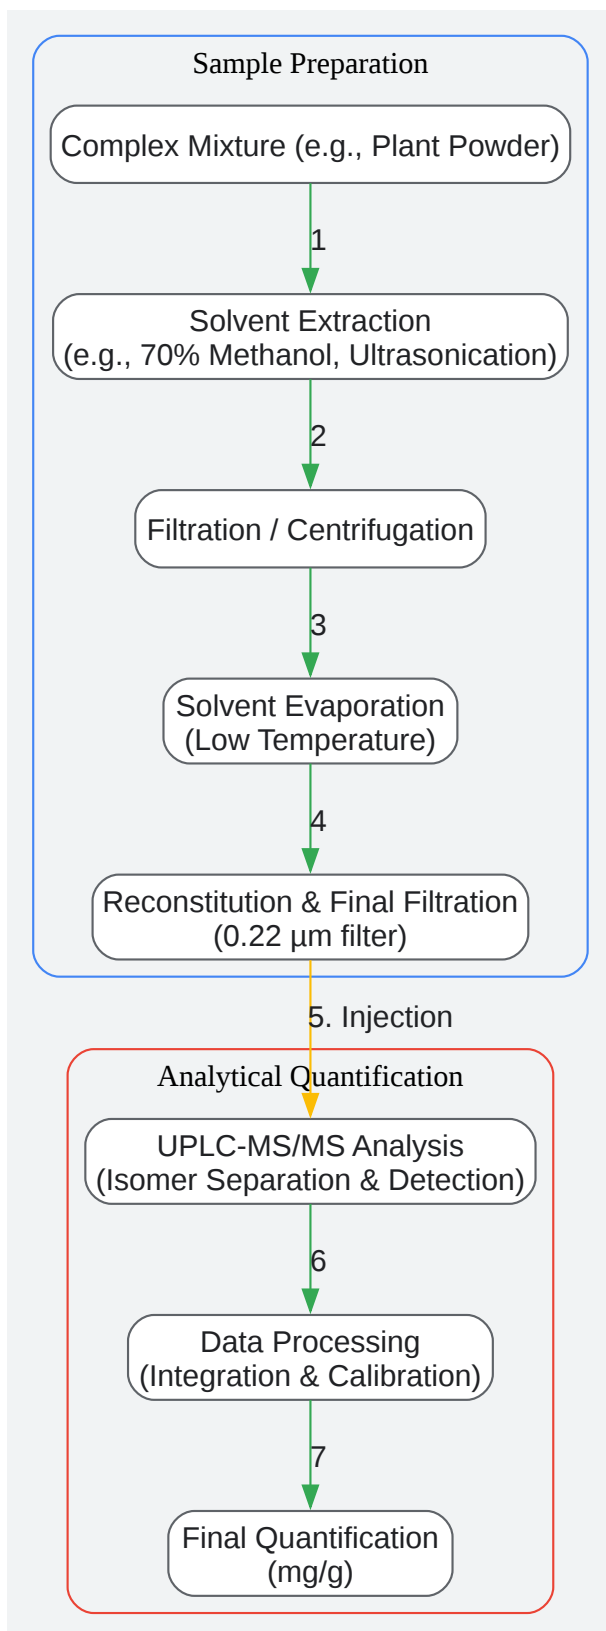 Sample Preparation
Complex Mixture (e.g., Plant Powder)
1
Solvent Extraction
(e.g., 70% Methanol, Ultrasonication)
2
Filtration / Centrifugation
3
Solvent Evaporation
(Low Temperature)
4
Reconstitution & Final Filtration
(0.22 µm filter)
5. Injection
Analytical Quantification
UPLC-MS/MS Analysis
(Isomer Separation & Detection)
6
Data Processing
(Integration & Calibration)
7
Final Quantification
(mg/g)